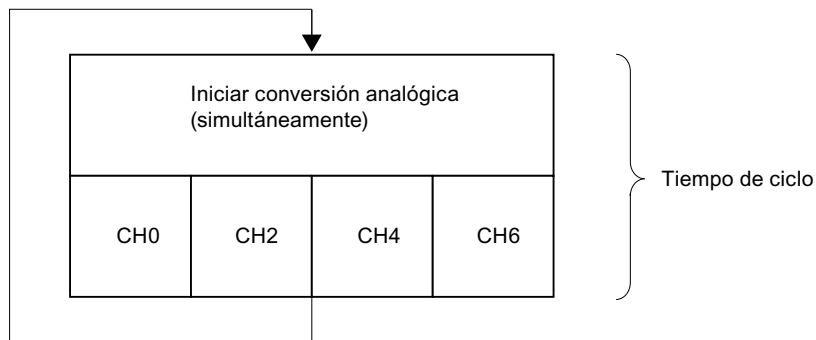 Iniciar conversión analógica
(simultáneamente)
Tiempo de ciclo
CH0 CH2 CH4 CH6